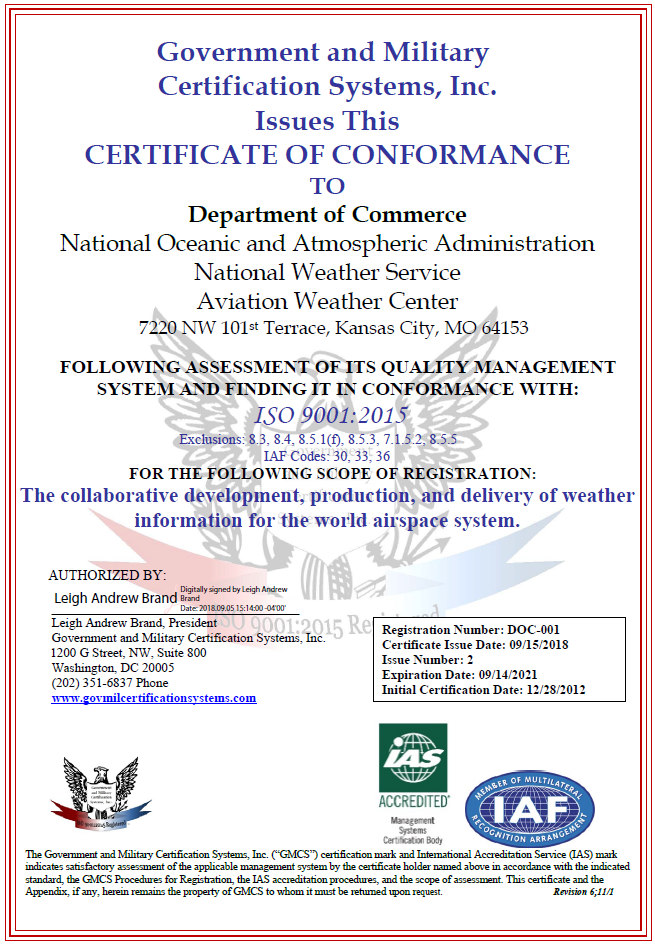 Government and Military
Certification Systems, Inc.
Issues This
CERTIFICATE OF CONFORMANCE
TO
Department of Commerce
National Oceanic and Atmospheric Administration
National Weather Service
Aviation Weather Center
7220 NW 101st Terrace, Kansas City, MO 64153
FOLLOWING ASSESSMENT OF ITS QUALITY MANAGEMENT
SYSTEM AND FINDING IT IN CONFORMANCE WITH:
ISO 9001:2015
Exclusions: 8.3, 8.4, 8.5.1(f), 8.5.3, 7.1.5.2, 8.5.5
IAF Codes: 30, 33, 36
FOR THE FOLLOWING SCOPE OF REGISTRATION:
The collaborative development, production, and delivery of weather
information for the world airspace system.
AUTHORIZED BY:
Leigh Andrew Brand
Digitally signed by Leigh Andrew
Brand
Date: 2018.09.05 15:14:00 -04'00'
Leigh Andrew Brand, President
Government and Military Certification Systems, Inc.
1200 G Street, NW, Suite 800
Washington, DC 20005
(202) 351-6837 Phone
www.govmilcertificationsystems.com
ISO 9001:2015 Registered
Registration Number: DOC-001
Certificate Issue Date: 09/15/2018
Issue Number: 2
Expiration Date: 09/14/2021
Initial Certification Date: 12/28/2012
Government
and Military
Certification
Systems, Inc.
ISO 9001:2015 Registered
IAS
ACCREDITED
Management
Systems
Certification Body
MEMBER OF MULTILATERAL
IAF
RECOGNITION ARRANGEMENT
The Government and Military Certification Systems, Inc. (“GMCS”) certification mark and International Accreditation Service (IAS) mark
indicates satisfactory assessment of the applicable management system by the certificate holder named above in accordance with the indicated
standard, the GMCS Procedures for Registration, the IAS accreditation procedures, and the scope of assessment. This certificate and the
Appendix, if any, herein remains the property of GMCS to whom it must be returned upon request.
Revision 6;11/1